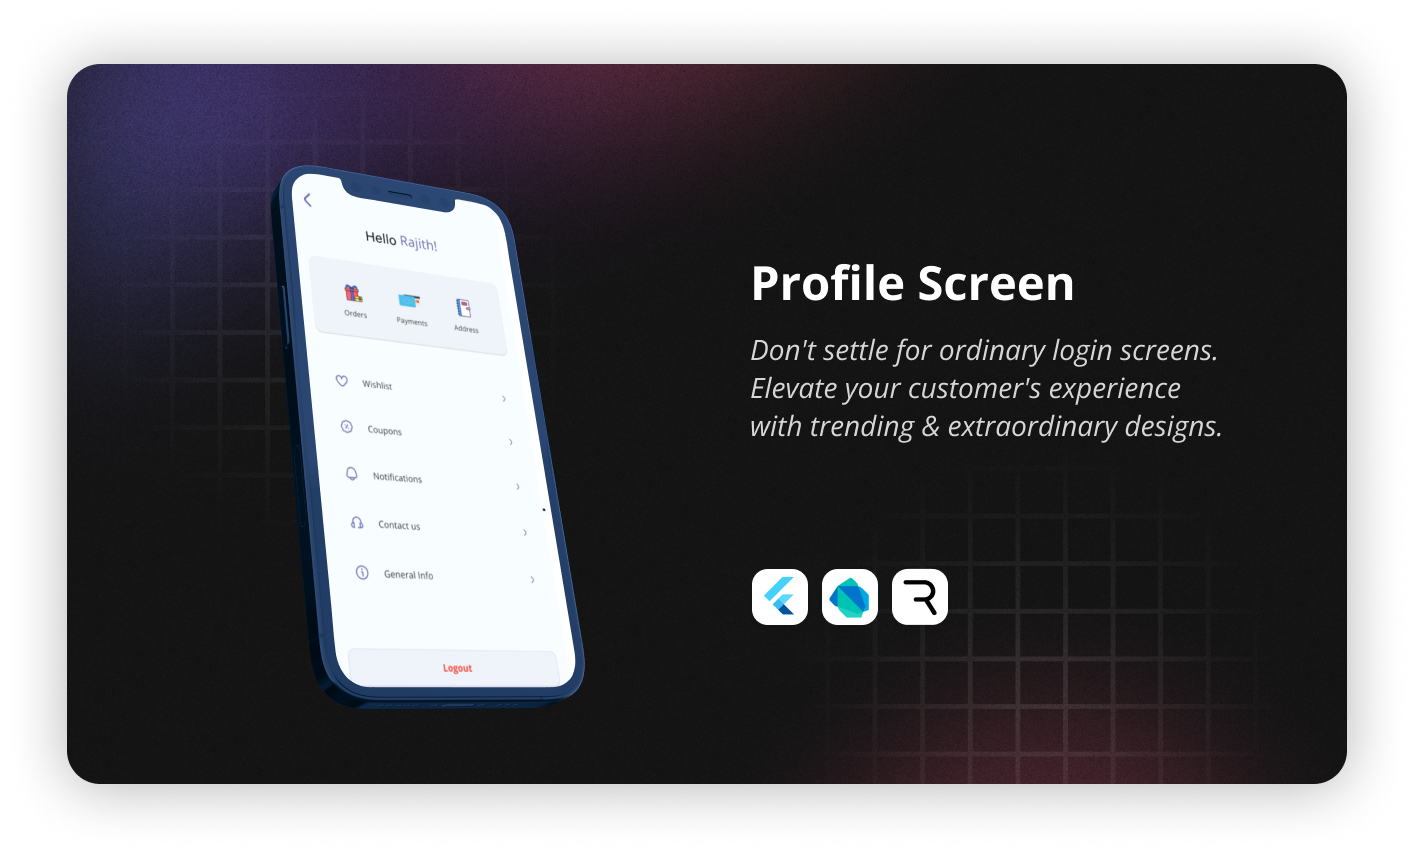 Hello Rajith!
Orders
Payments
Address
Wishlist
Coupons
Notifications
Contact us
General Info
Logout
Profile Screen
Don't settle for ordinary login screens.
Elevate your customer's experience
with trending & extraordinary designs.